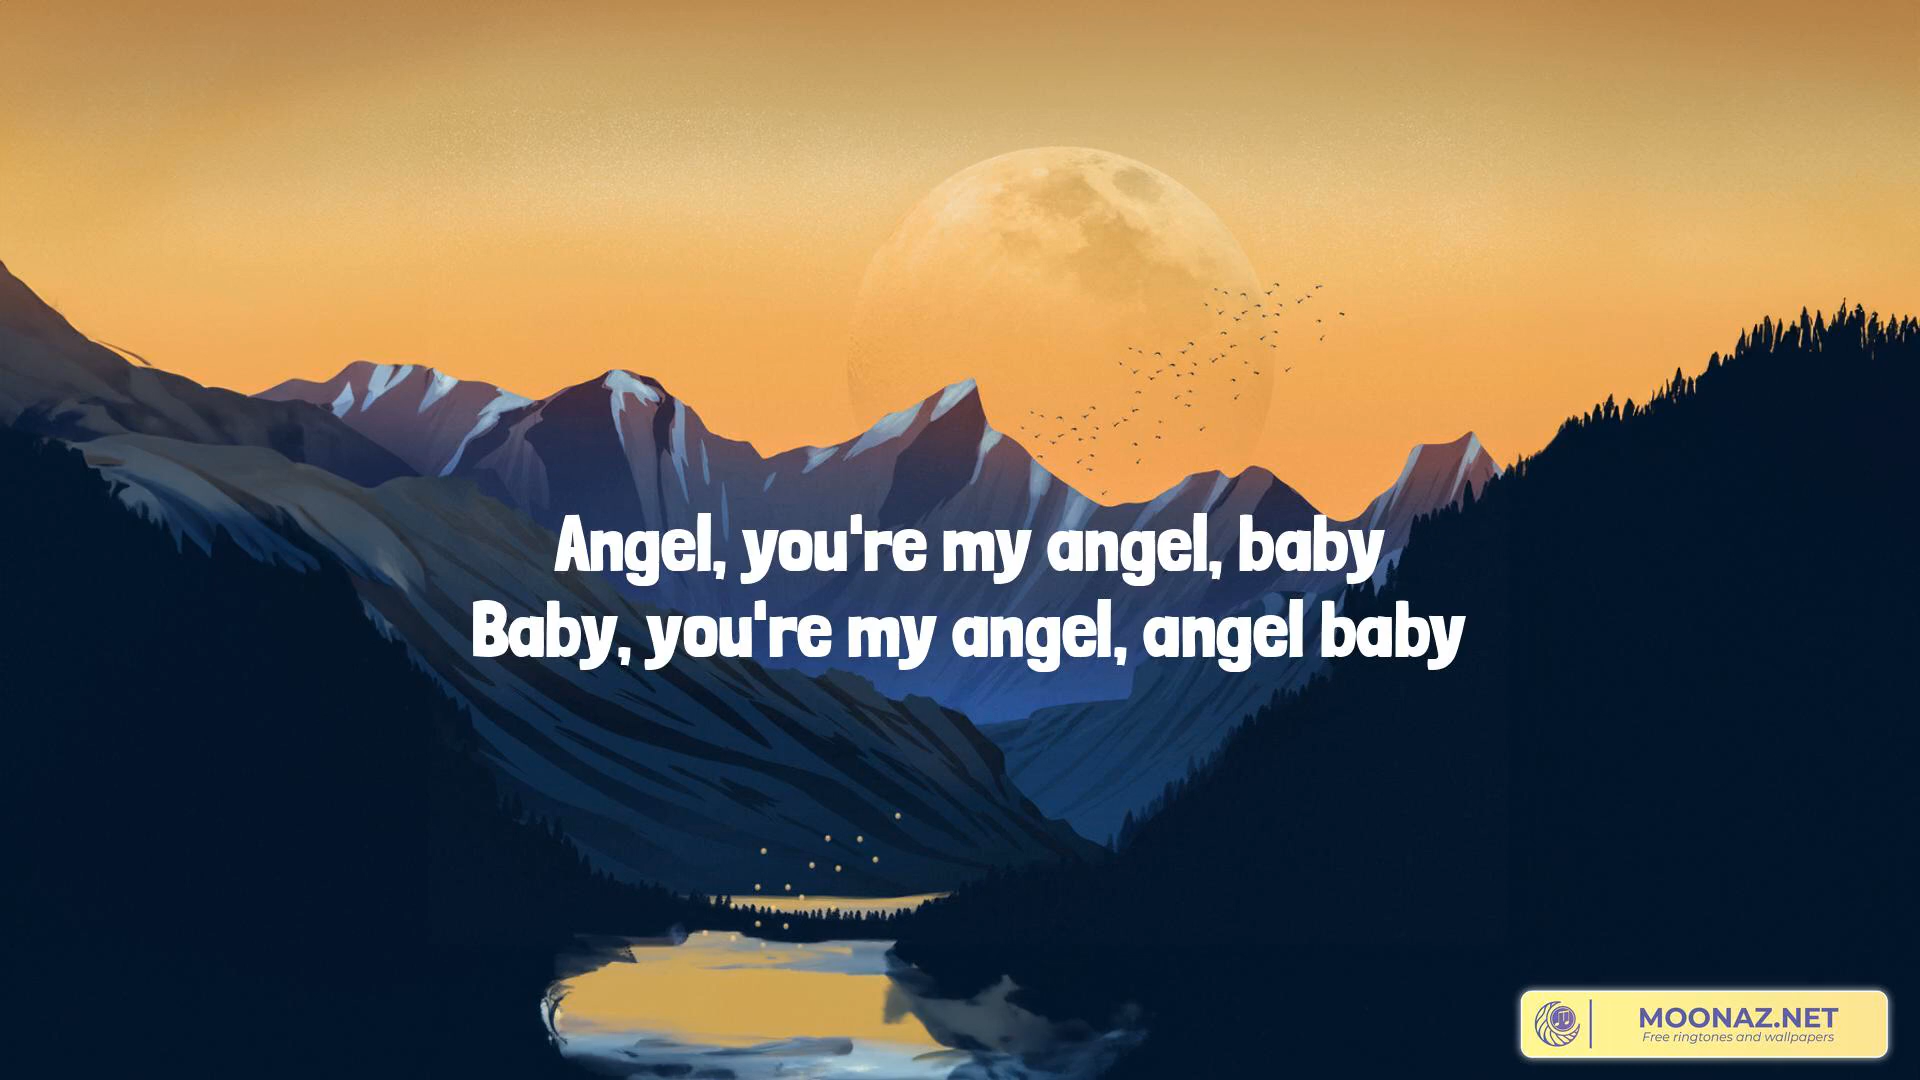 Angel, you're my angel, baby
Baby, you're my angel, angel baby
MOONAZ.NET
Free ringtones and wallpapers